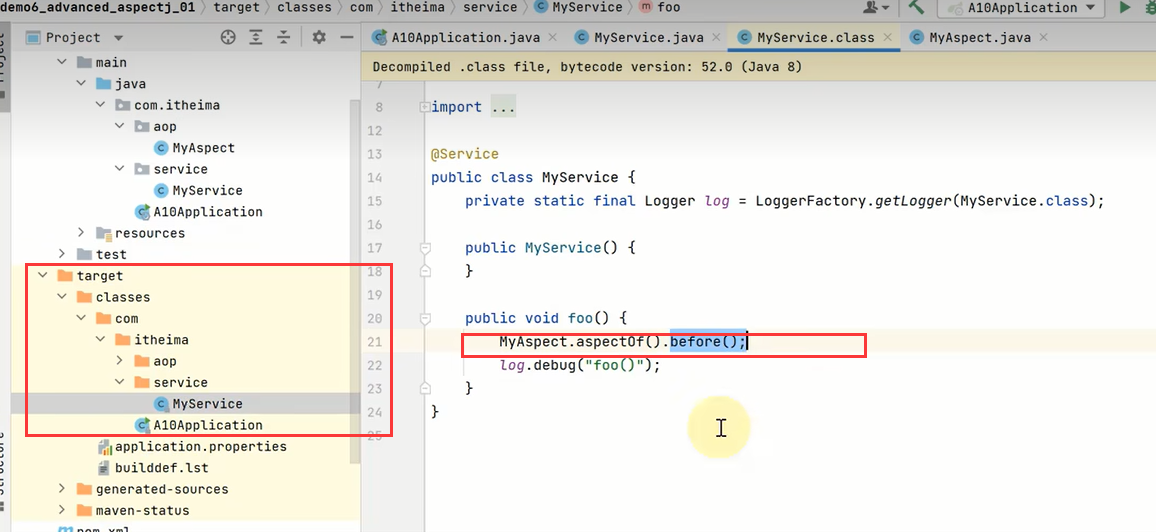 demo6_advanced_aspectj_01 › target › classes › com › itheima › service › MyService › foo
A10Application
Project
A10Application.java
MyService.java
MyService.class
MyAspect.java
main
java
com.itheima
aop
MyAspect
service
MyService
A10Application
resources
test
target
classes
com
itheima
aop
service
MyService
A10Application
application.properties
builddef.lst
generated-sources
maven-status
pom.xml
Decompiled .class file, bytecode version: 52.0 (Java 8)
7
8 import ...
12
13 @Service
14 public class MyService {
15 private static final Logger log = LoggerFactory.getLogger(MyService.class);
16
17 public MyService() {
18 }
19
20 public void foo() {
21 MyAspect.aspectOf().before();
22 log.debug("foo()");
23 }
24 }
25